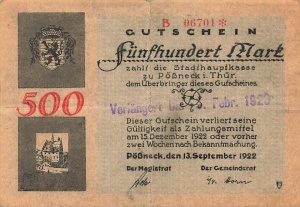 B 06701*
GUTSCHEIN
Fünfhundert Mark
zahlt die Stadthauptkasse
zu Pößneck i. Thür.
dem Überbringer dieses Gutscheines
500
Verlängert bis Febr. 1923
Dieser Gutschein verliert seine
Gültigkeit als Zahlungsmittel
am 15. Dezember 1922 oder vorher
zwei Wochen nach Bekanntmachung.
Pößneck, den 13. September 1922
Der Magistrat Der Gemeinderat